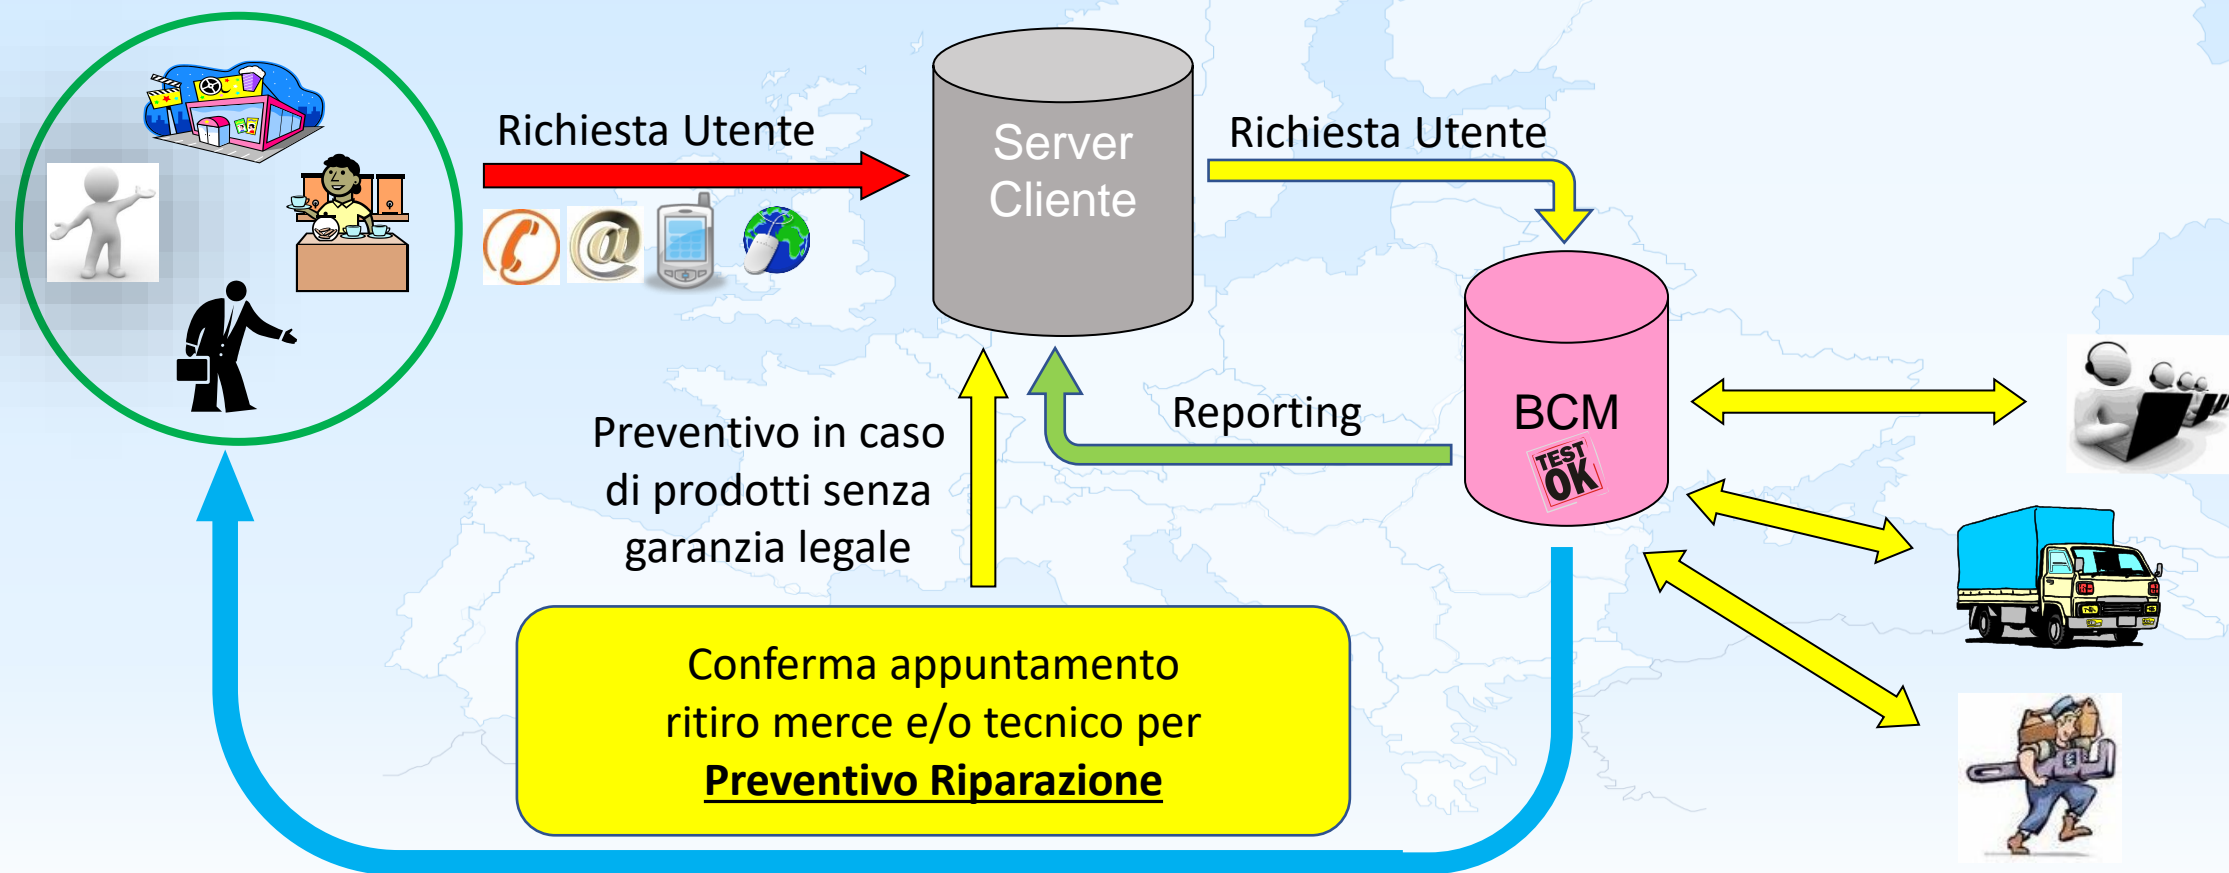 Richiesta Utente
Server
Cliente
Richiesta Utente
BCM
TEST
OK
Reporting
Preventivo in caso
di prodotti senza
garanzia legale
Conferma appuntamento
ritiro merce e/o tecnico per
Preventivo Riparazione